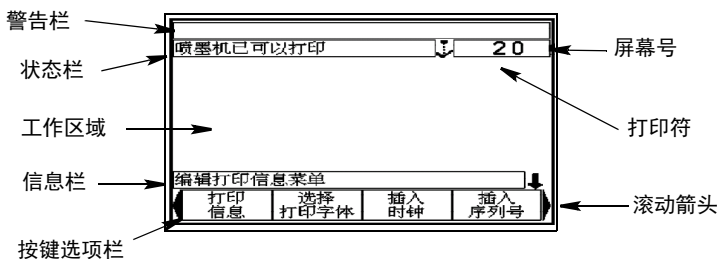 警告栏
喷墨机已可以打印
20
屏幕号
状态栏
工作区域
打印符
信息栏
编辑打印信息菜单
打印
信息
选择
打印字体
插入
时钟
插入
序列号
滚动箭头
按键选项栏